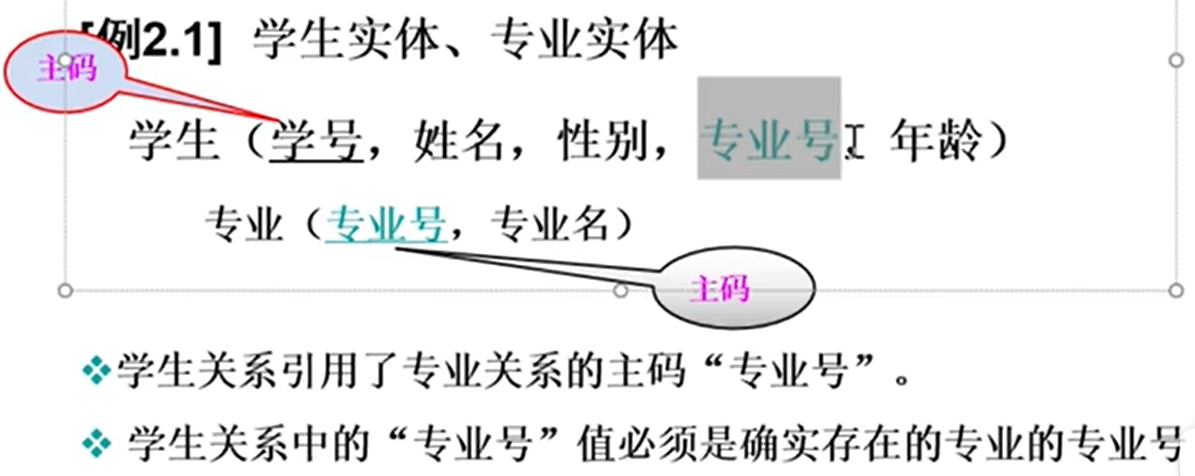 [例2.1] 学生实体、专业实体
主码
学生（学号，姓名，性别，专业号，年龄）
专业（专业号，专业名）
主码
学生关系引用了专业关系的主码“专业号”。
学生关系中的“专业号”值必须是确实存在的专业的专业号